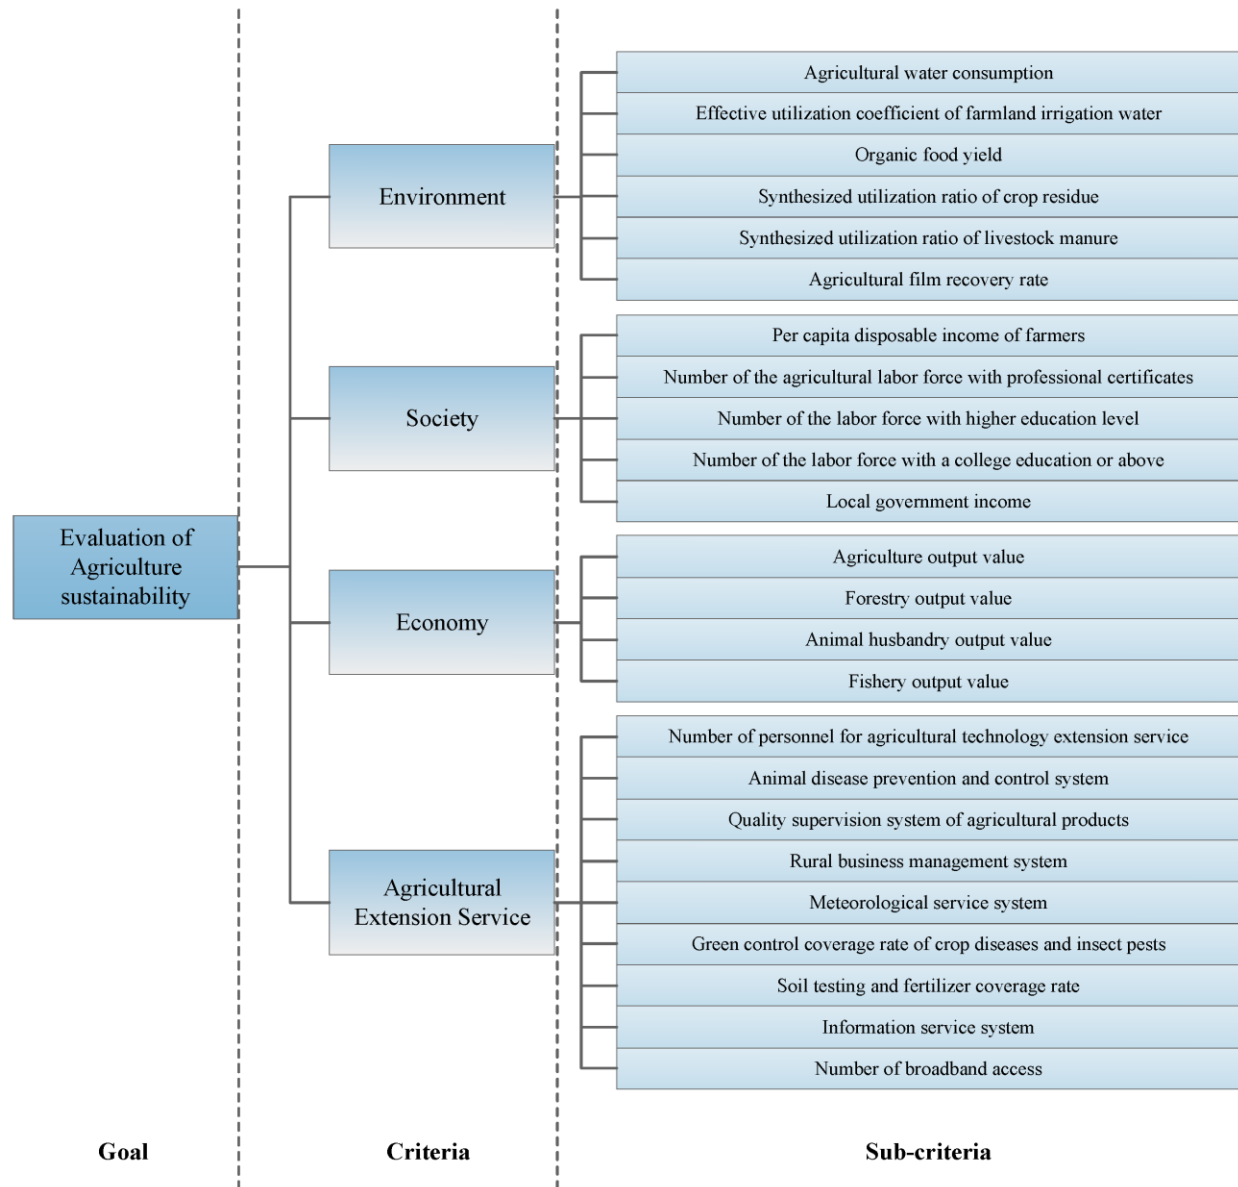 Evaluation of
Agriculture
sustainability
Environment
Agricultural water consumption
Effective utilization coefficient of farmland irrigation water
Organic food yield
Synthesized utilization ratio of crop residue
Synthesized utilization ratio of livestock manure
Agricultural film recovery rate
Society
Per capita disposable income of farmers
Number of the agricultural labor force with professional certificates
Number of the labor force with higher education level
Number of the labor force with a college education or above
Local government income
Economy
Agriculture output value
Forestry output value
Animal husbandry output value
Fishery output value
Agricultural
Extension Service
Number of personnel for agricultural technology extension service
Animal disease prevention and control system
Quality supervision system of agricultural products
Rural business management system
Meteorological service system
Green control coverage rate of crop diseases and insect pests
Soil testing and fertilizer coverage rate
Information service system
Number of broadband access
Goal
Criteria
Sub-criteria